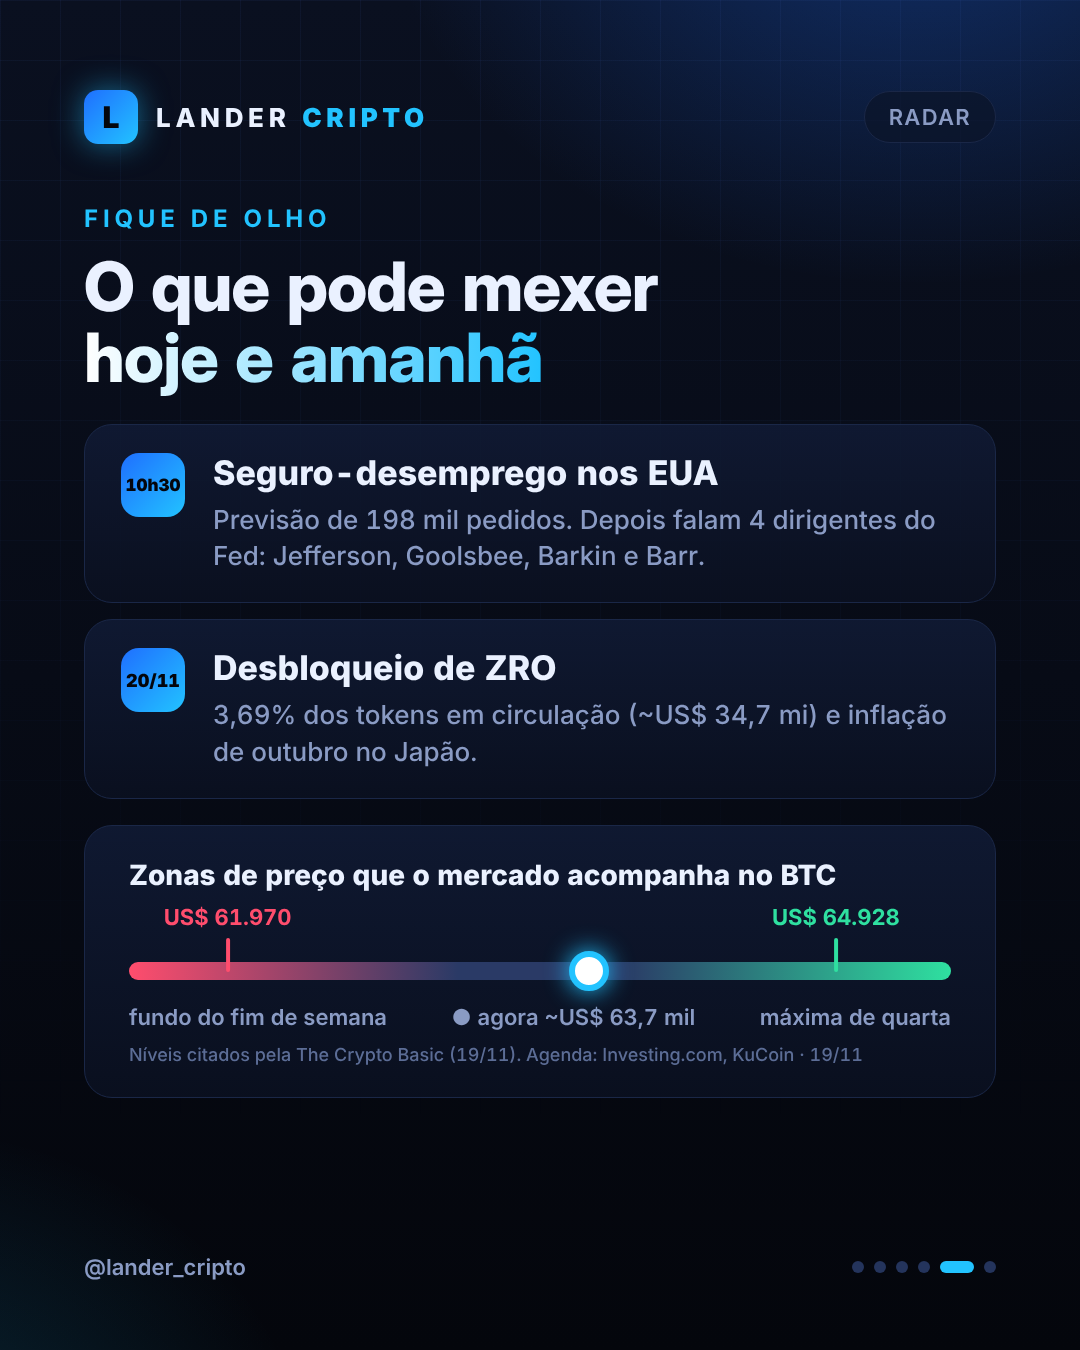 L
LANDER CRIPTO
RADAR
FIQUE DE OLHO
O que pode mexer
hoje e amanhã
10h30
Seguro-desemprego nos EUA
Previsão de 198 mil pedidos. Depois falam 4 dirigentes do
Fed: Jefferson, Goolsbee, Barkin e Barr.
20/11
Desbloqueio de ZRO
3,69% dos tokens em circulação (~US$ 34,7 mi) e inflação
de outubro no Japão.
Zonas de preço que o mercado acompanha no BTC
US$ 61.970
US$ 64.928
fundo do fim de semana
agora ~US$ 63,7 mil
máxima de quarta
Níveis citados pela The Crypto Basic (19/11). Agenda: Investing.com, KuCoin · 19/11
@lander_cripto